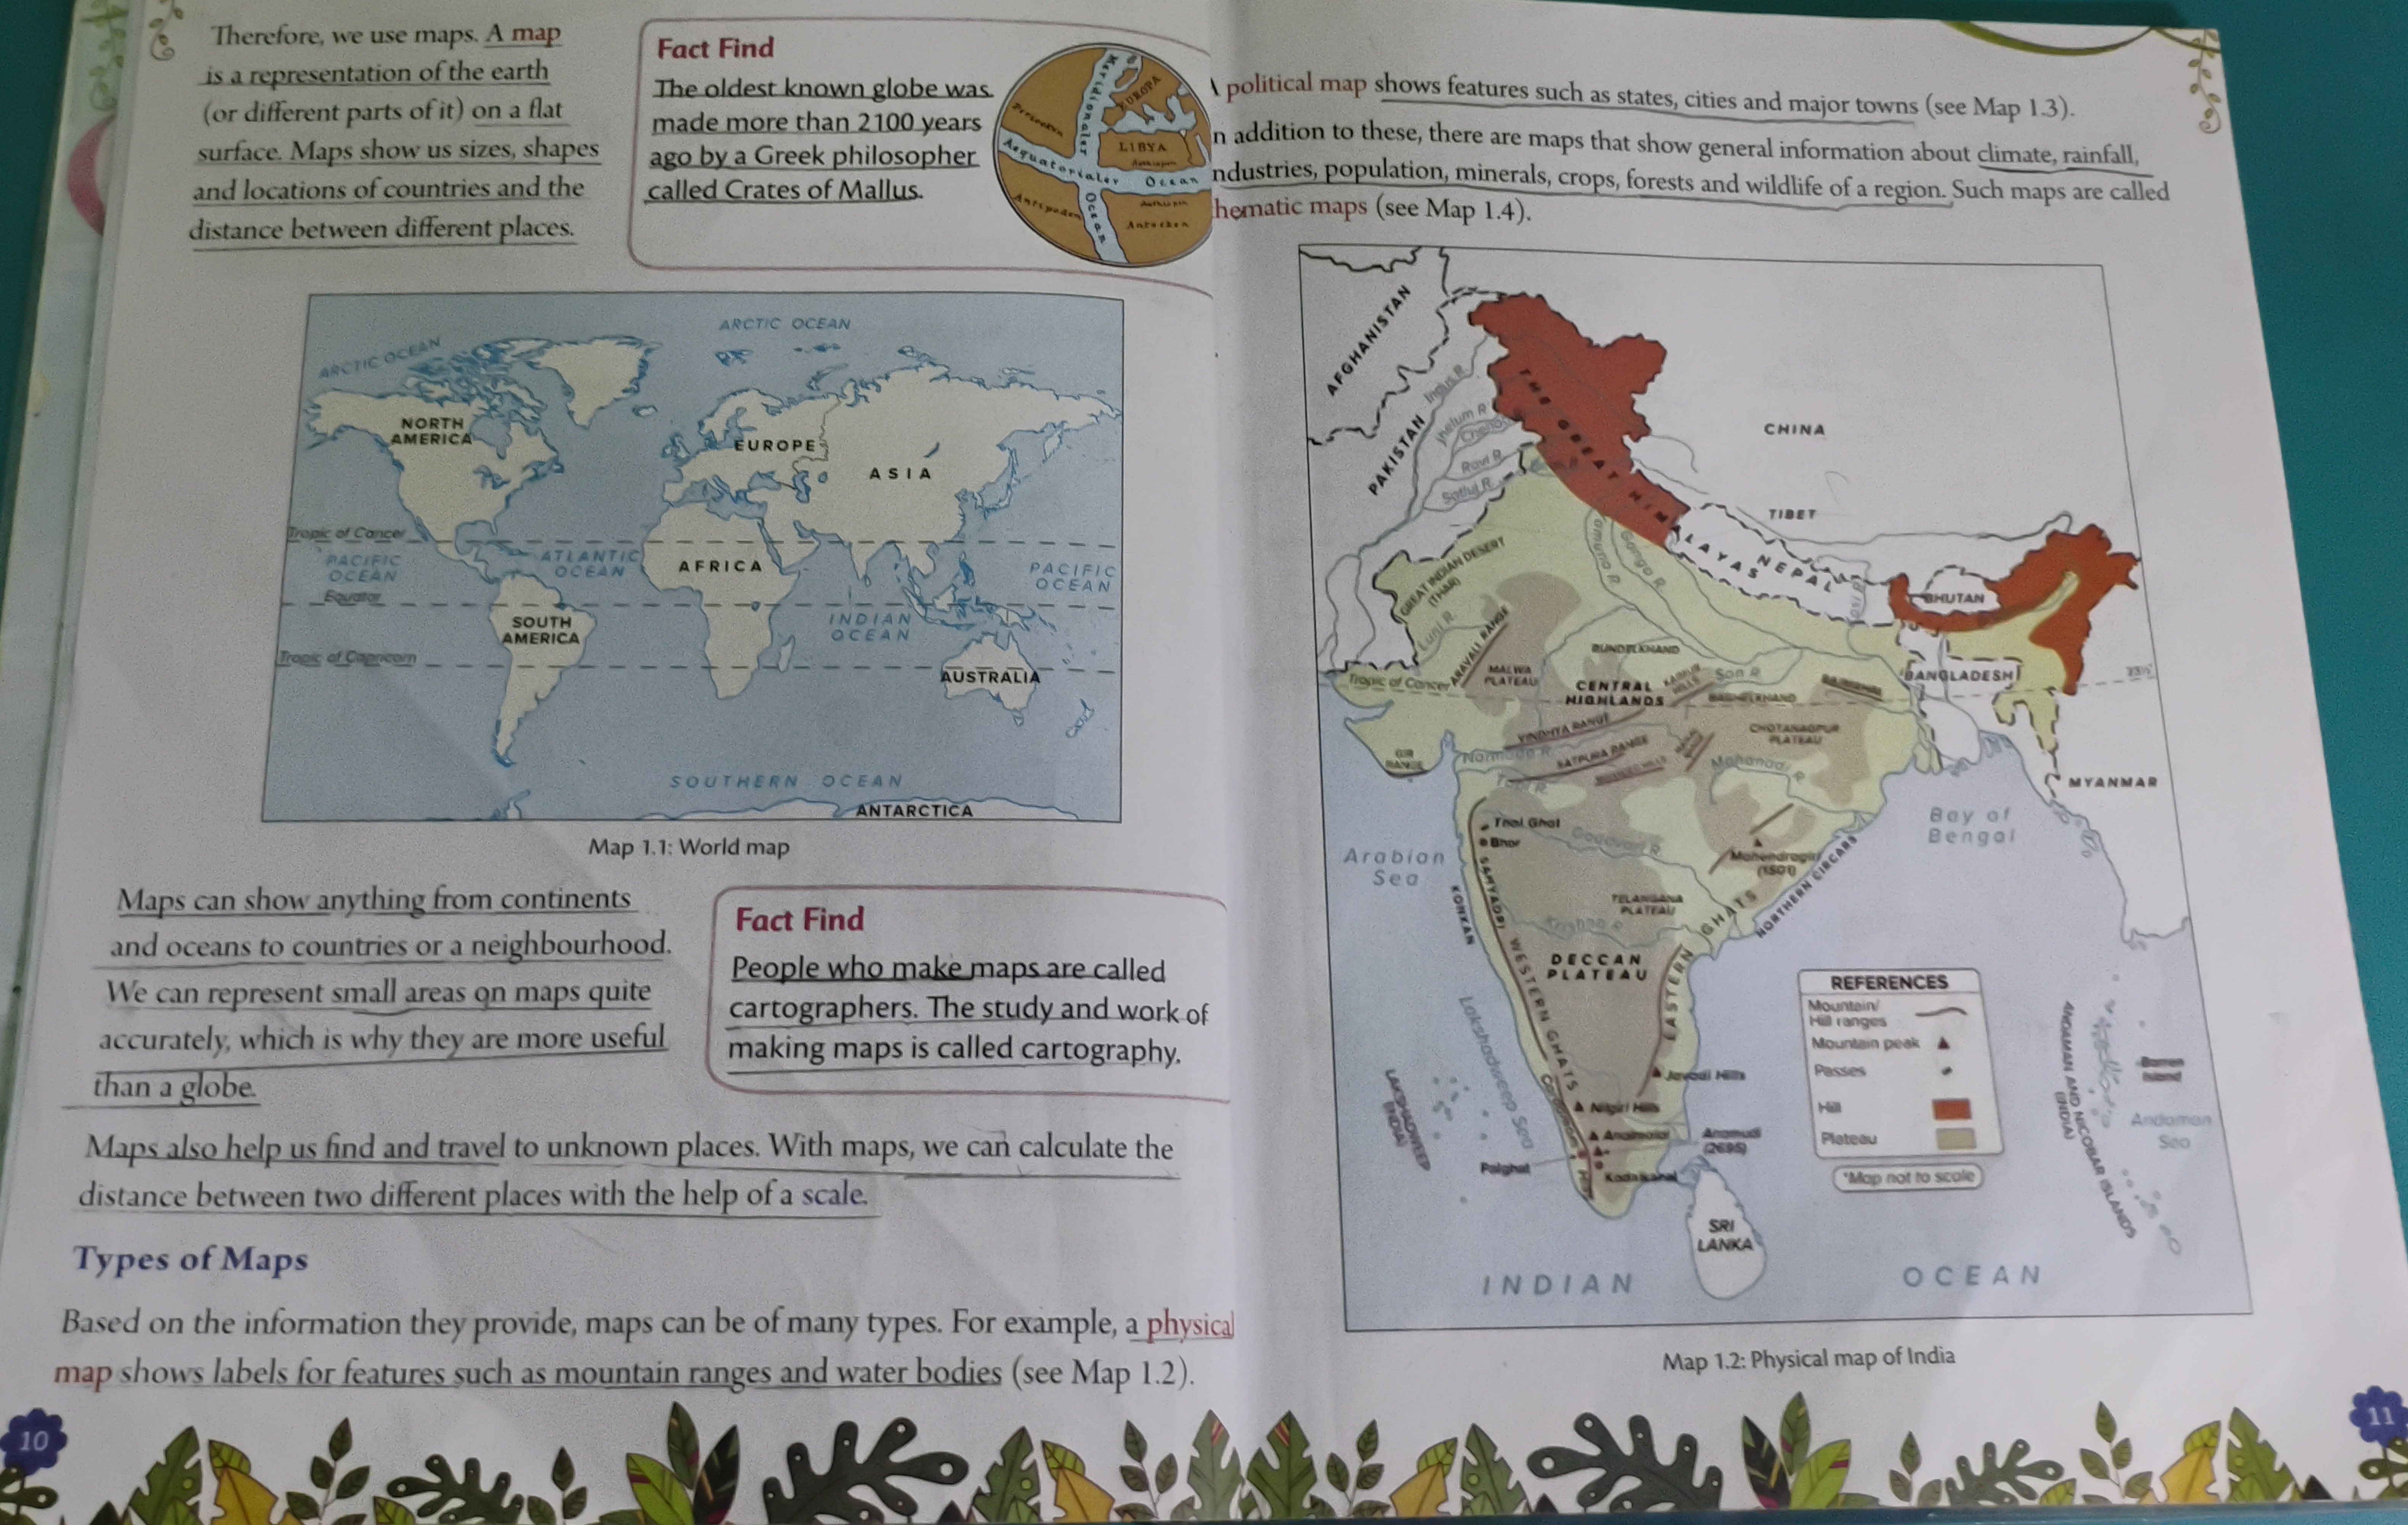 Therefore, we use maps. A map
is a representation of the earth
(or different parts of it) on a flat
surface. Maps show us sizes, shapes
and locations of countries and the
distance between different places.
Fact Find
The oldest known globe was
made more than 2100 years
ago by a Greek philosopher
called Crates of Mallus.
Meridionaler
EUROPA
LIBYA
Aequatorialer Ocean
Ocean
Antipoden
Antoeken
ARCTIC OCEAN
ARCTIC OCEAN
NORTH
AMERICA
EUROPE
ASIA
Tropic of Cancer
PACIFIC
OCEAN
ATLANTIC
OCEAN
AFRICA
PACIFIC
OCEAN
Equator
SOUTH
AMERICA
INDIAN
OCEAN
Tropic of Capricorn
AUSTRALIA
SOUTHERN OCEAN
ANTARCTICA
Map 1.1: World map
Maps can show anything from continents
and oceans to countries or a neighbourhood.
We can represent small areas on maps quite
accurately, which is why they are more useful
than a globe.
Fact Find
People who make maps are called
cartographers. The study and work of
making maps is called cartography.
Maps also help us find and travel to unknown places. With maps, we can calculate the
distance between two different places with the help of a scale.
Types of Maps
Based on the information they provide, maps can be of many types. For example, a physical
map shows labels for features such as mountain ranges and water bodies (see Map 1.2).
10
political map shows features such as states, cities and major towns (see Map 1.3).
n addition to these, there are maps that show general information about climate, rainfall,
ndustries, population, minerals, crops, forests and wildlife of a region. Such maps are called
hematic maps (see Map 1.4).
AFGHANISTAN
PAKISTAN
Indus R.
Jhelum R.
Ravi R.
Satluj R.
THE GREAT HIMALAYAS
CHINA
TIBET
NEPAL
BHUTAN
GREAT INDIAN DESERT
(THAR)
Yamuna R.
Ganga R.
Luni R.
ARAVALI RANGE
MALWA
PLATEAU
BUNDELKHAND
CENTRAL
HIGHLANDS
KAIMUR
HILLS
Son R.
BAGHELKHAND
BANGLADESH
Tropic of Cancer
VINDHYA RANGE
SATPURA RANGE
CHOTANAGPUR
PLATEAU
GIR
RANGE
Narmada R.
Tapi R.
Mahanadi R.
MYANMAR
Thal Ghat
Bhor
Godavari R.
Mahendragiri
(1501)
Arabian
Sea
Bay of
Bengal
KONKAN
SAHYADRI
WESTERN GHATS
TELANGANA
PLATEAU
Krishna R.
EASTERN GHATS
NORTHERN CIRCARS
DECCAN
PLATEAU
Javadi Hills
Nilgiri Hills
Anaimalai
Anamudi
(2695)
Palghat
Kodaikanal
Lakshadweep Sea
LAKSHADWEEP
(INDIA)
REFERENCES
Mountain/
Hill ranges
Mountain peak
Passes
Hill
Plateau
*Map not to scale
ANDAMAN AND NICOBAR ISLANDS
(INDIA)
Barren
Island
Andaman
Sea
SRI
LANKA
INDIAN OCEAN
Map 1.2: Physical map of India
11